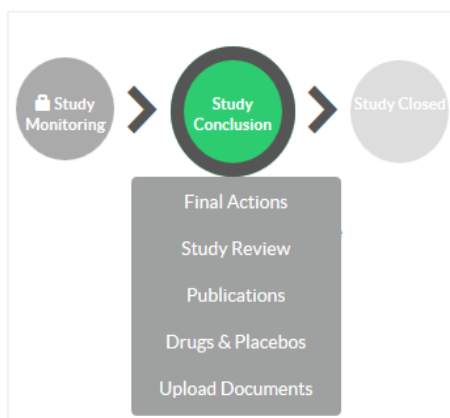 Study
Monitoring
Study
Conclusion
Study Closed
Final Actions
Study Review
Publications
Drugs & Placebos
Upload Documents